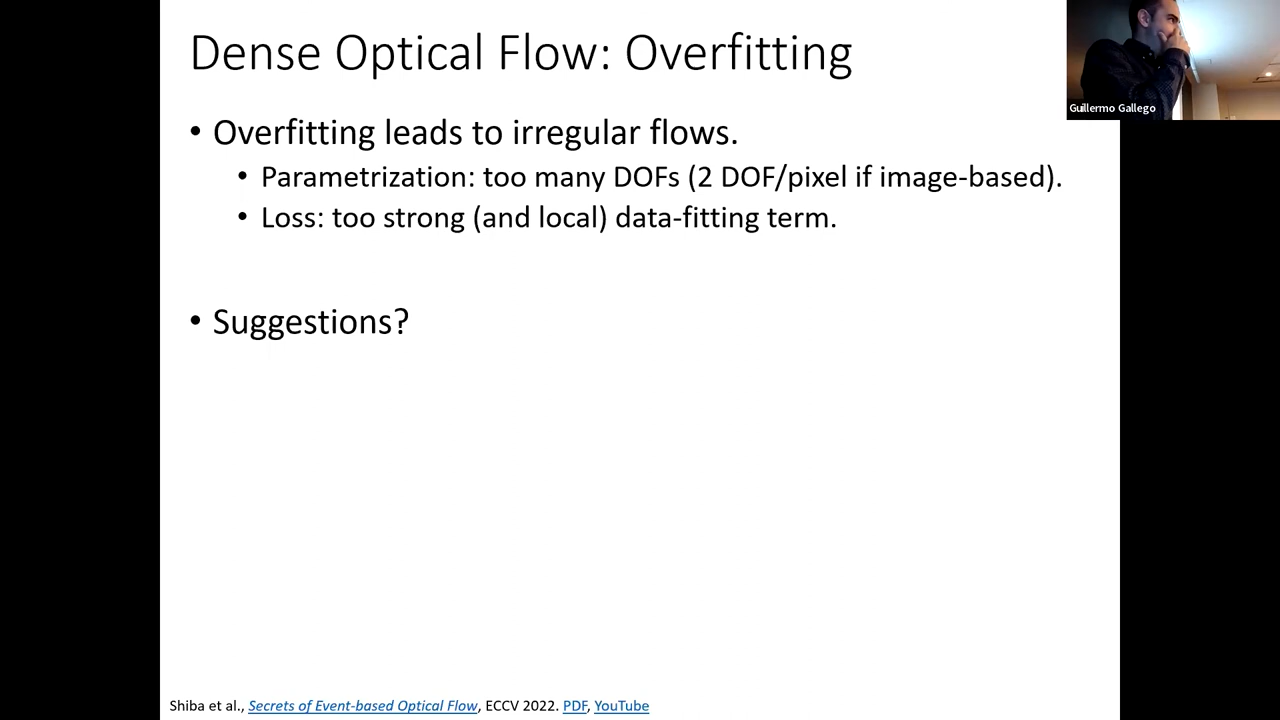 Dense Optical Flow: Overfitting
Guillermo Gallego
• Overfitting leads to irregular flows.
• Parametrization: too many DOFs (2 DOF/pixel if image-based).
• Loss: too strong (and local) data-fitting term.
• Suggestions?
Shiba et al., Secrets of Event-based Optical Flow, ECCV 2022. PDF, YouTube